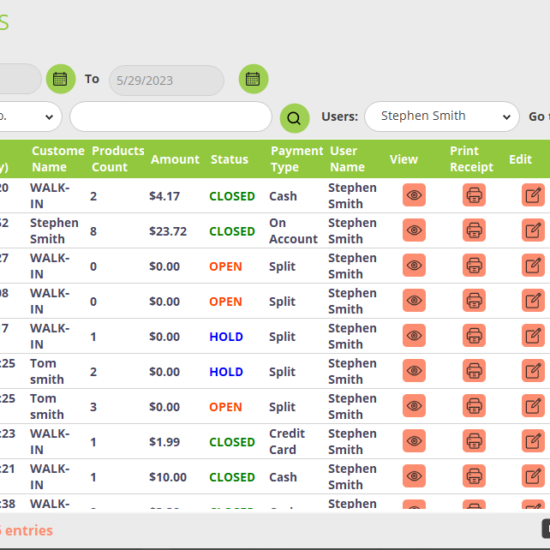 S
To 5/29/2023
o. Users: Stephen Smith Go
y) Custome Name Products Count Amount Status Payment Type User Name View Print Receipt Edit
20 WALK-IN 2 $4.17 CLOSED Cash Stephen Smith
52 Stephen Smith 8 $23.72 CLOSED On Account Stephen Smith
27 WALK-IN 0 $0.00 OPEN Split Stephen Smith
08 WALK-IN 0 $0.00 OPEN Split Stephen Smith
7 WALK-IN 1 $0.00 HOLD Split Stephen Smith
:25 Tom smith 2 $0.00 HOLD Split Stephen Smith
:25 Tom smith 3 $0.00 OPEN Split Stephen Smith
:23 WALK-IN 1 $1.99 CLOSED Credit Card Stephen Smith
:21 WALK-IN 1 $10.00 CLOSED Cash Stephen Smith
:38 WALK- Stephen
entries